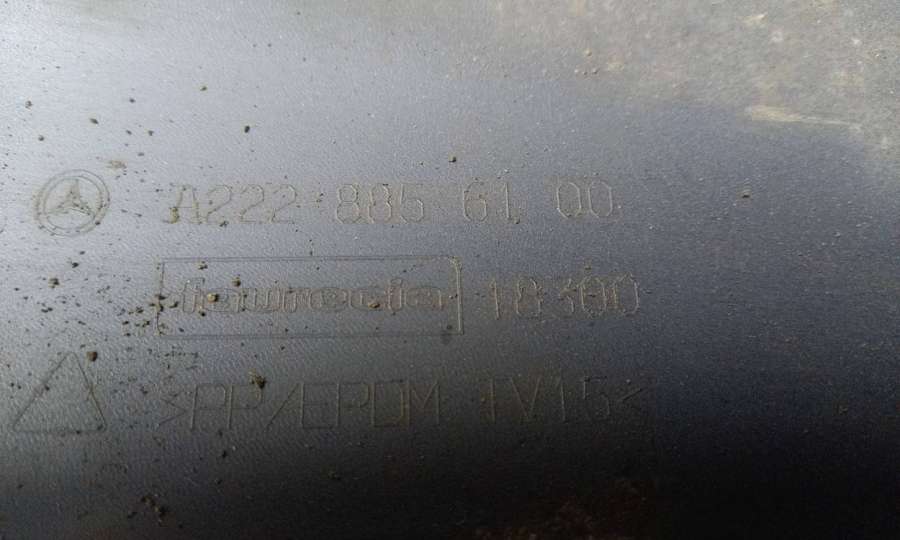 A222 885 61 00
faurecia 18300
>PP/EPDM TV15<